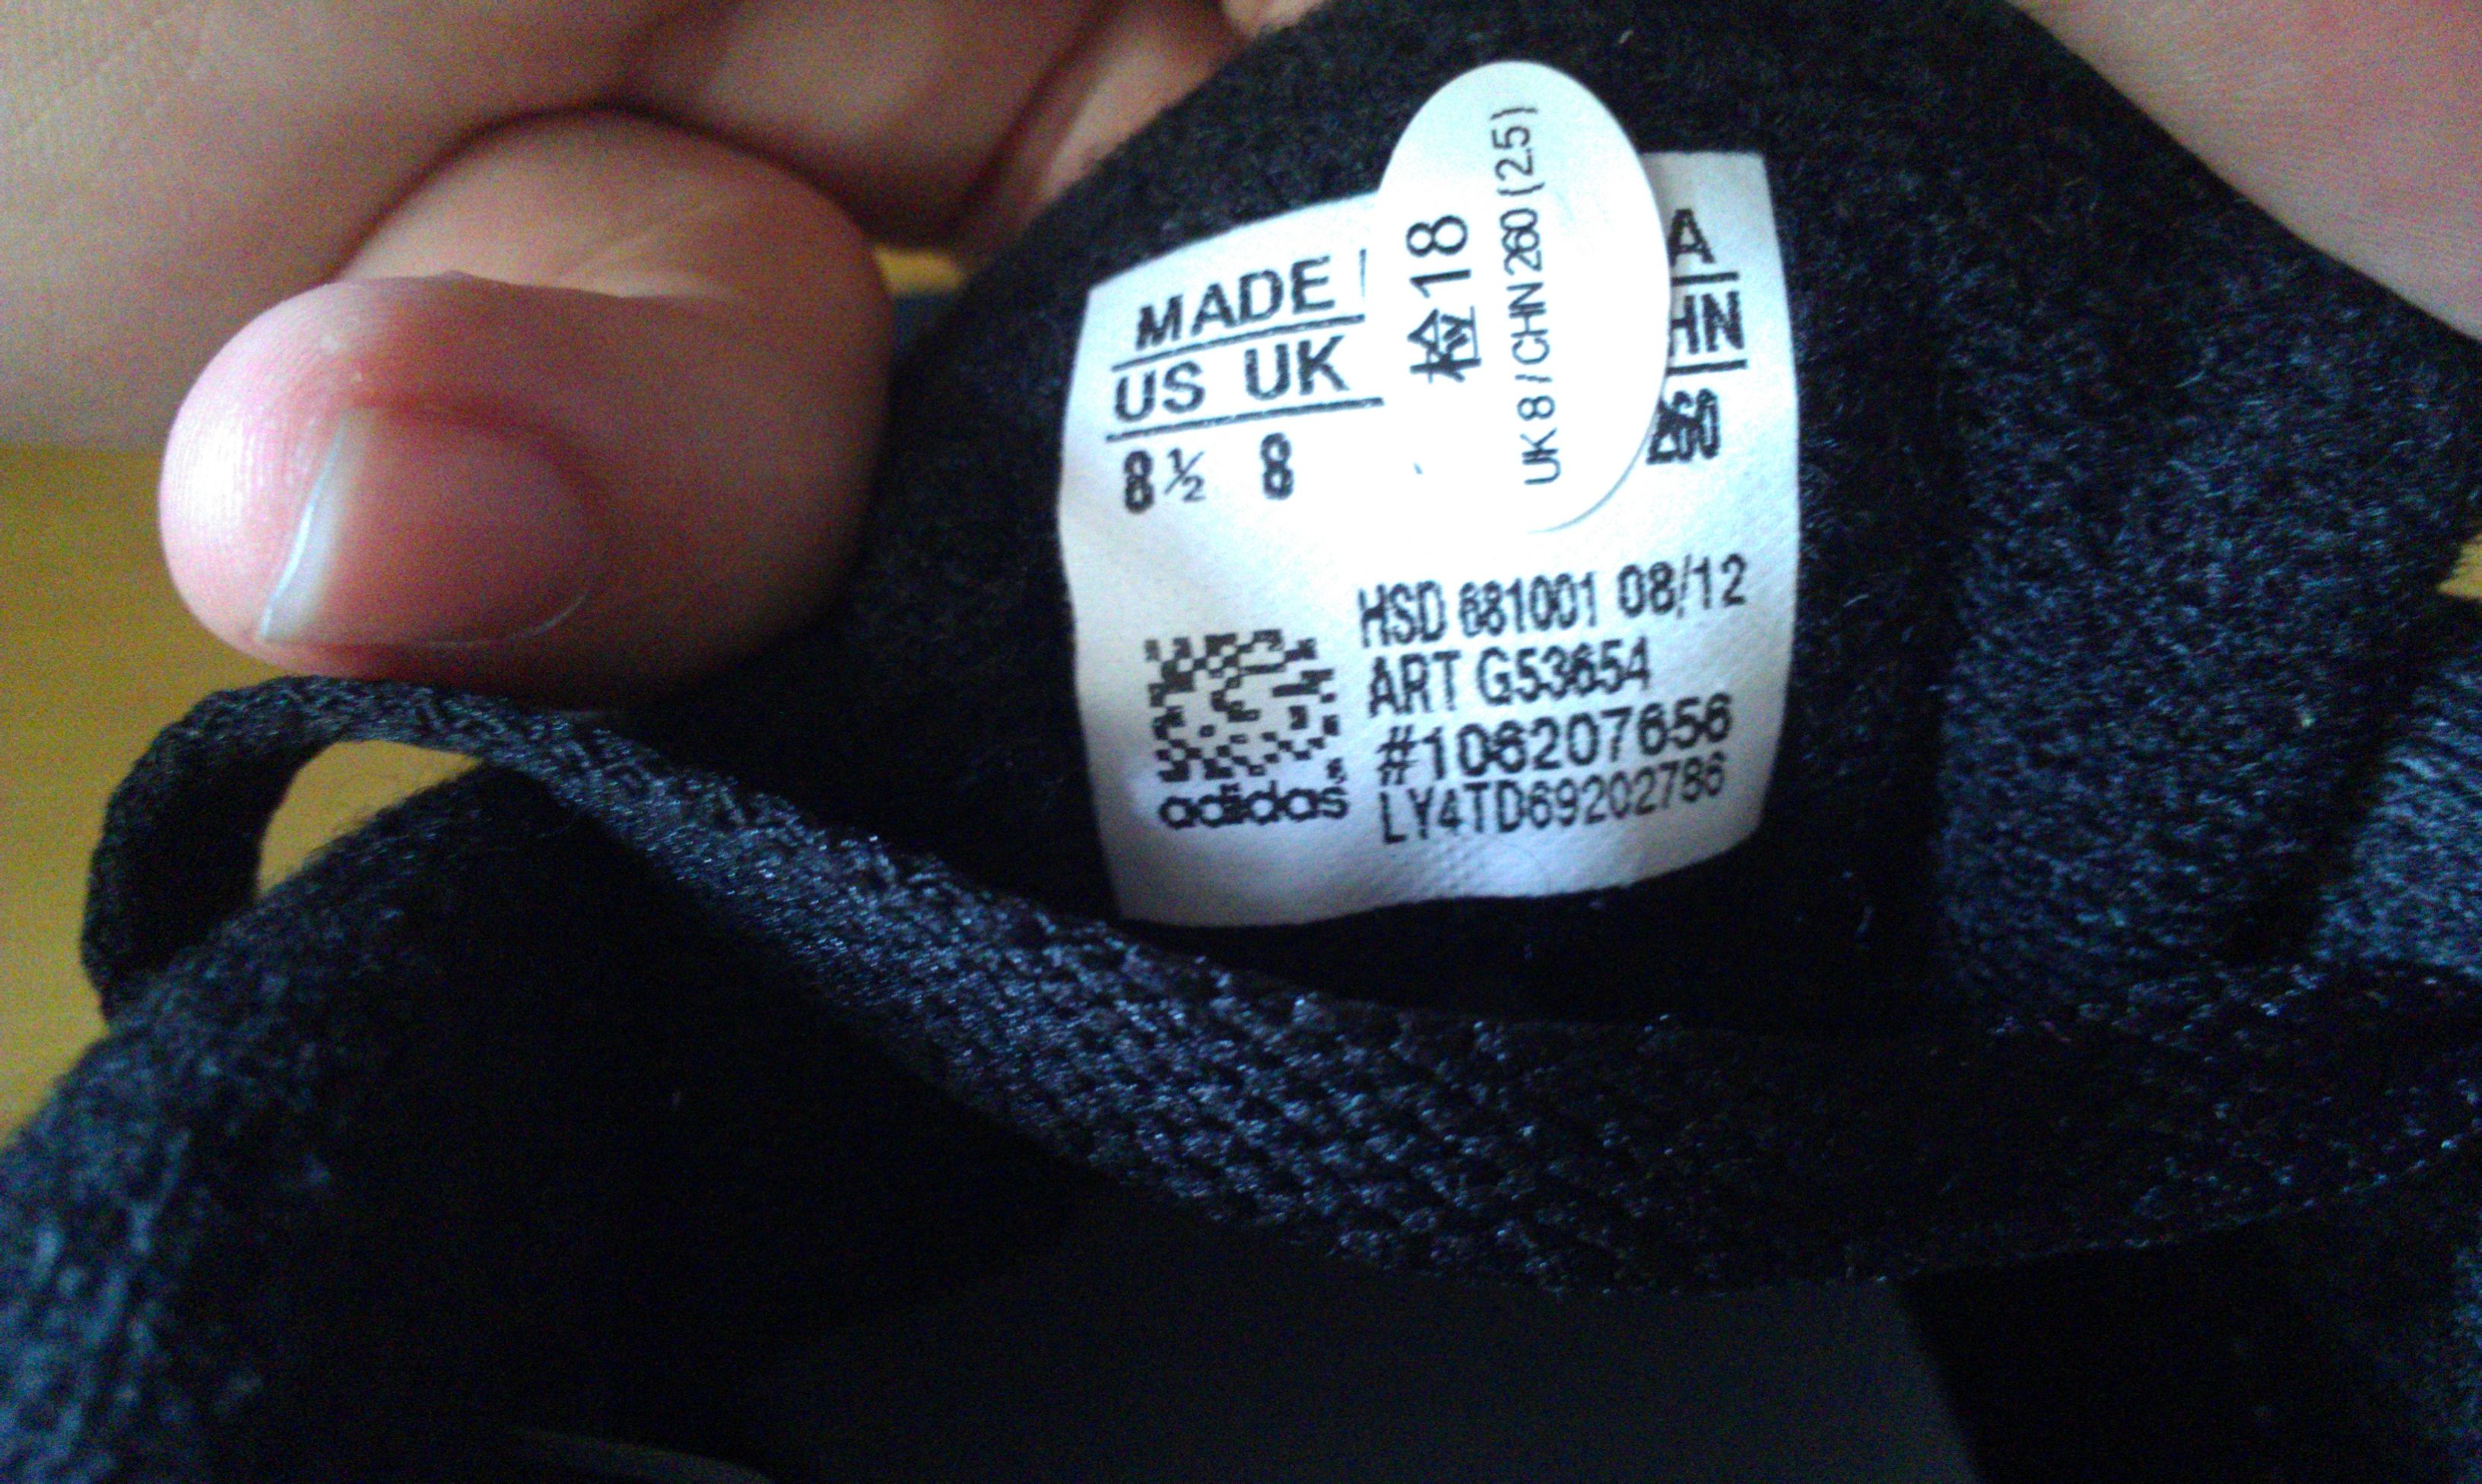 MADE I
A
US UK
HN
8½ 8
260
检18
UK 8 / CHN 260 (2.5)
HSD 681001 08/12
ART G53654
#106207656
LY4TD69202786
adidas